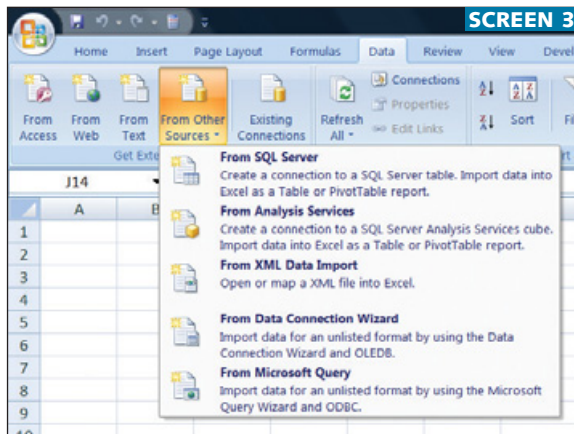 SCREEN 3
Home Insert Page Layout Formulas Data Review View
From Access
From Web
From Text
From Other Sources
Existing Connections
Refresh All
Connections
Properties
Edit Links
Sort
J14
A
1
2
3
4
5
6
7
8
9
From SQL Server
Create a connection to a SQL Server table. Import data into
Excel as a Table or PivotTable report.
From Analysis Services
Create a connection to a SQL Server Analysis Services cube.
Import data into Excel as a Table or PivotTable report.
From XML Data Import
Open or map a XML file into Excel.
From Data Connection Wizard
Import data for an unlisted format by using the Data
Connection Wizard and OLEDB.
From Microsoft Query
Import data for an unlisted format by using the Microsoft
Query Wizard and ODBC.